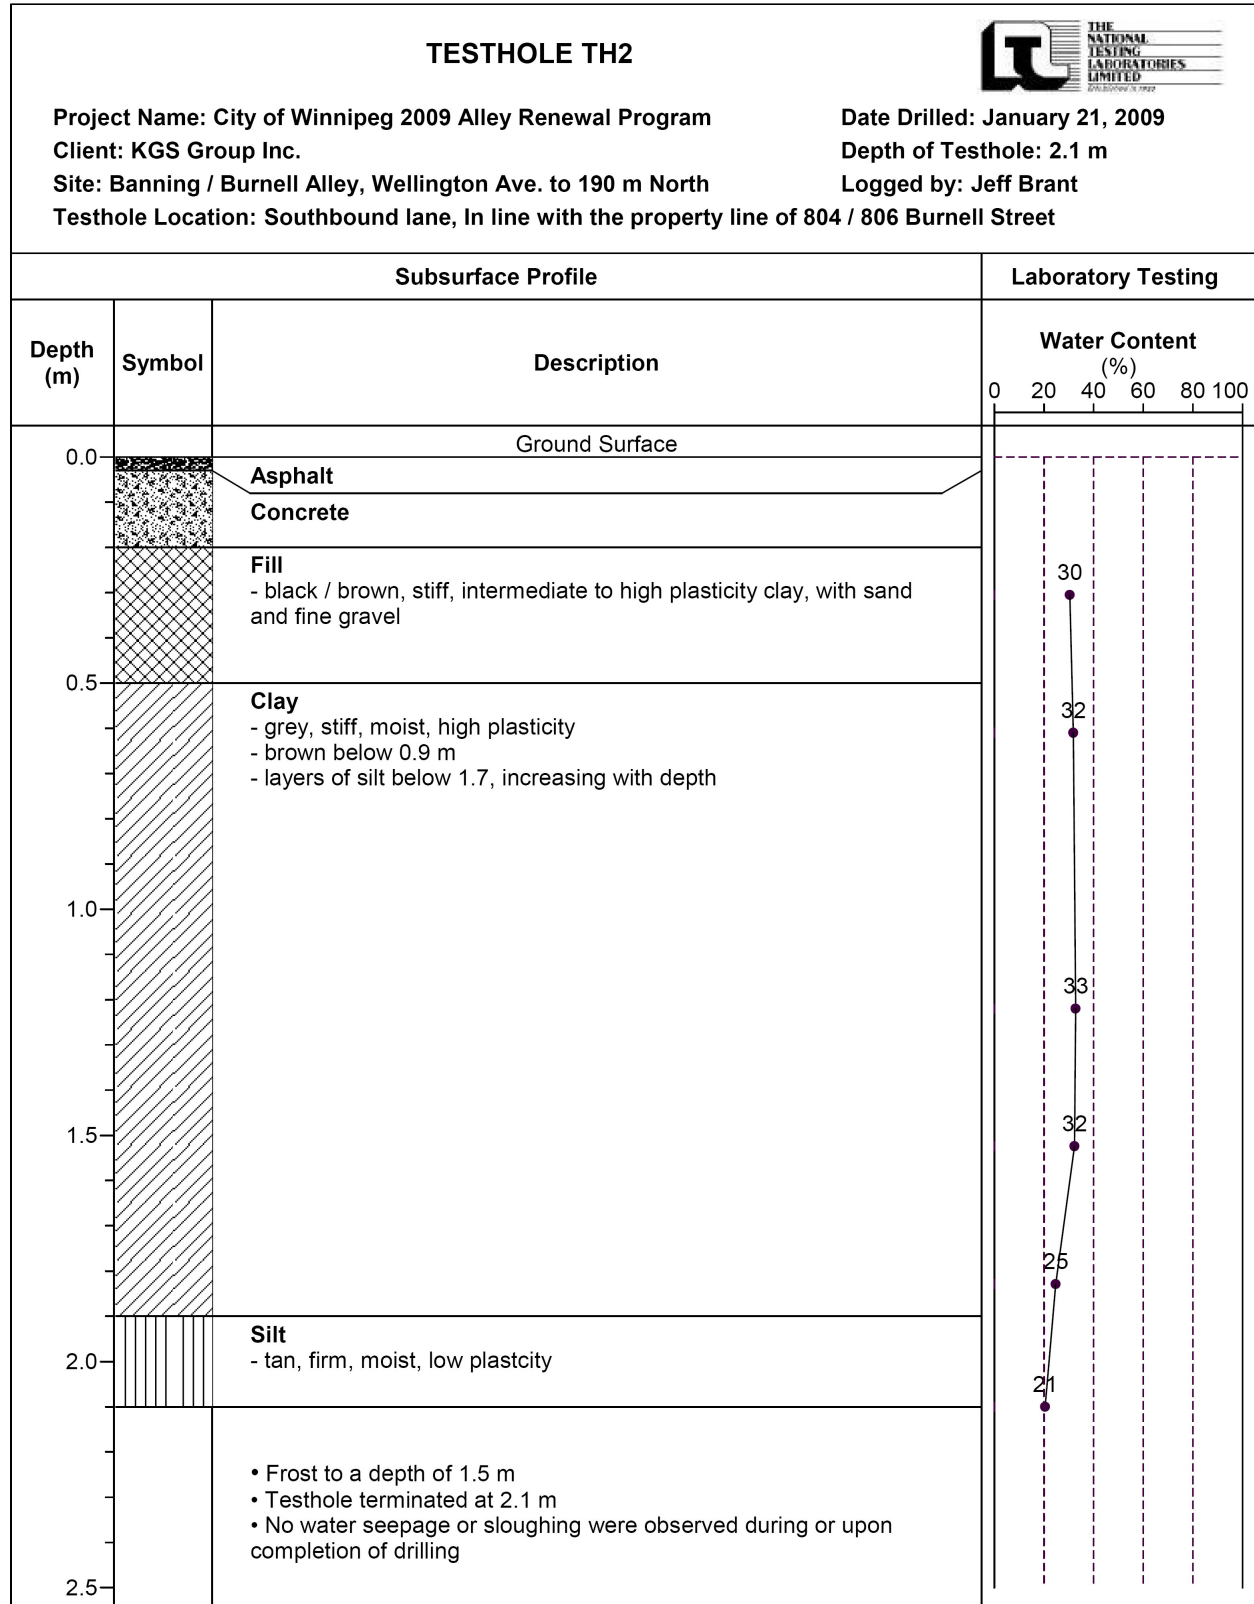 TESTHOLE TH2
THE
NATIONAL
TESTING
LABORATORIES
LIMITED
Project Name: City of Winnipeg 2009 Alley Renewal Program
Date Drilled: January 21, 2009
Client: KGS Group Inc.
Depth of Testhole: 2.1 m
Site: Banning / Burnell Alley, Wellington Ave. to 190 m North
Logged by: Jeff Brant
Testhole Location: Southbound lane, In line with the property line of 804 / 806 Burnell Street
Subsurface Profile
Laboratory Testing
Depth
(m)
Symbol
Description
Water Content
(%)
0 20 40 60 80 100
Ground Surface
0.0
Asphalt
Concrete
Fill
- black / brown, stiff, intermediate to high plasticity clay, with sand
and fine gravel
30
0.5
Clay
- grey, stiff, moist, high plasticity
- brown below 0.9 m
- layers of silt below 1.7, increasing with depth
32
1.0
33
1.5
32
25
Silt
- tan, firm, moist, low plastcity
2.0
21
• Frost to a depth of 1.5 m
• Testhole terminated at 2.1 m
• No water seepage or sloughing were observed during or upon
completion of drilling
2.5